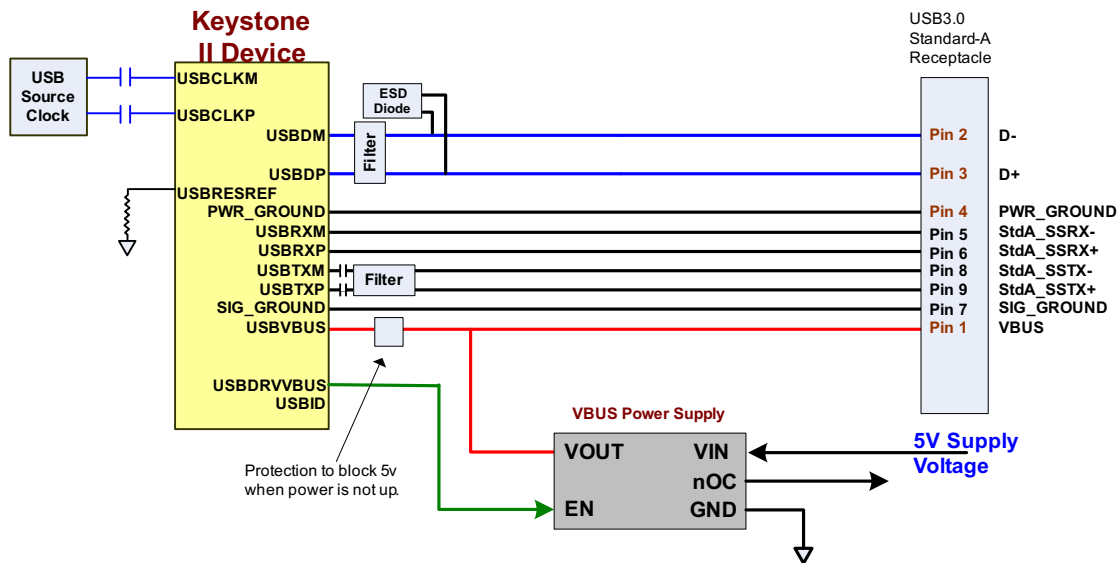 Keystone
II Device
USB3.0
Standard-A
Receptacle
USB
Source
Clock
USBCLKM
USBCLKP
ESD
Diode
USBDM
Filter
Pin 2
D-
USBDP
Pin 3
D+
USBRESREF
PWR_GROUND
Pin 4
PWR_GROUND
USBRXM
Pin 5
StdA_SSRX-
USBRXP
Pin 6
StdA_SSRX+
USBTXM
Filter
Pin 8
StdA_SSTX-
USBTXP
Pin 9
StdA_SSTX+
SIG_GROUND
Pin 7
SIG_GROUND
USBVBUS
Pin 1
VBUS
USBDRVVBUS
USBID
Protection to block 5v
when power is not up.
VBUS Power Supply
VOUT
VIN
5V Supply
Voltage
nOC
EN
GND